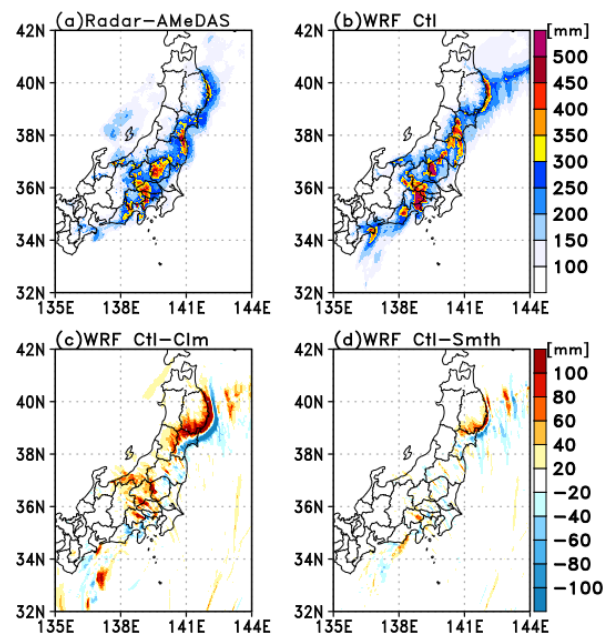 (a)Radar-AMeDAS
(b)WRF Ctl
[mm]
42N
40N
38N
36N
34N
32N
135E 138E 141E 144E
42N
40N
38N
36N
34N
32N
135E 138E 141E 144E
500
450
400
350
300
250
200
150
100
(c)WRF Ctl-Clm
(d)WRF Ctl-Smth
[mm]
42N
40N
38N
36N
34N
32N
135E 138E 141E 144E
42N
40N
38N
36N
34N
32N
135E 138E 141E 144E
100
80
60
40
20
-20
-40
-60
-80
-100